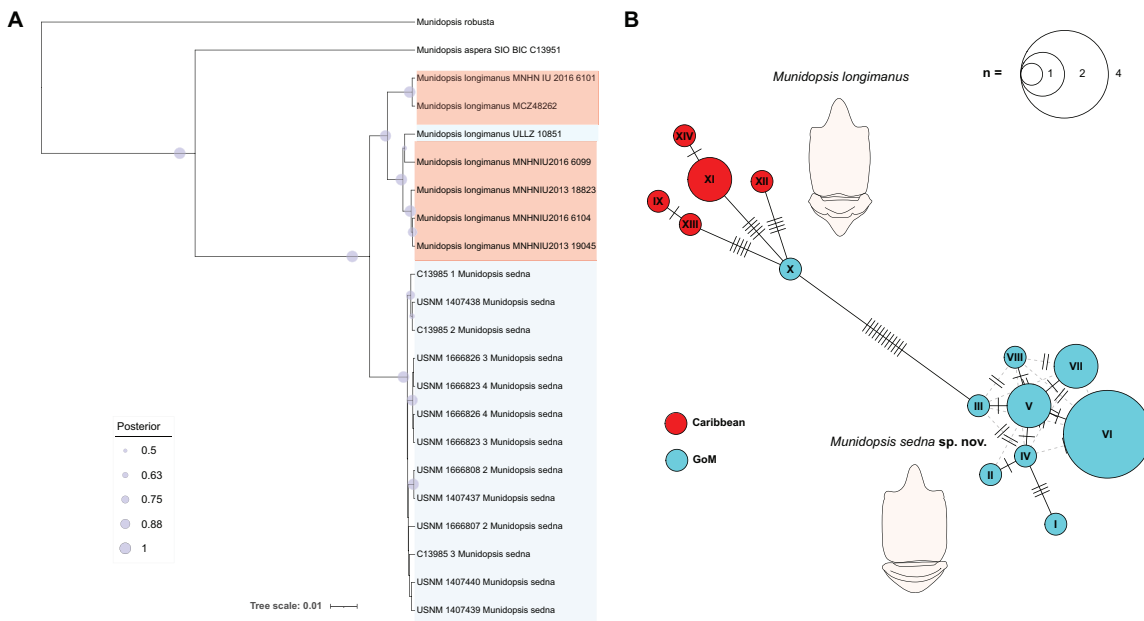 A
Munidopsis robusta
Munidopsis aspera SIO BIC C13951
Munidopsis longimanus MNHN IU 2016 6101
Munidopsis longimanus MCZ48262
Munidopsis longimanus ULLZ 10851
Munidopsis longimanus MNHNIU2016 6099
Munidopsis longimanus MNHNIU2013 18823
Munidopsis longimanus MNHNIU2016 6104
Munidopsis longimanus MNHNIU2013 19045
C13985 1 Munidopsis sedna
USNM 1407438 Munidopsis sedna
C13985 2 Munidopsis sedna
USNM 1666826 3 Munidopsis sedna
USNM 1666823 4 Munidopsis sedna
USNM 1666826 4 Munidopsis sedna
USNM 1666823 3 Munidopsis sedna
USNM 1666808 2 Munidopsis sedna
USNM 1407437 Munidopsis sedna
USNM 1666807 2 Munidopsis sedna
C13985 3 Munidopsis sedna
USNM 1407440 Munidopsis sedna
USNM 1407439 Munidopsis sedna
Posterior
0.5
0.63
0.75
0.88
1
Tree scale: 0.01
B
n = 1 2 4
Munidopsis longimanus
XIV
XI
XII
IX
XIII
X
VIII
VII
III
V
VI
IV
II
I
Caribbean
GoM
Munidopsis sedna sp. nov.